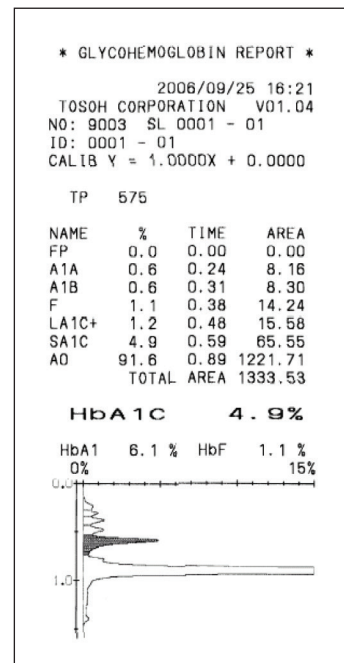 * GLYCOHEMOGLOBIN REPORT *
2006/09/25 16:21
TOSOH CORPORATION V01.04
NO: 9003 SL 0001 - 01
ID: 0001 - 01
CALIB Y = 1.0000X + 0.0000
TP 575
NAME % TIME AREA
FP 0.0 0.00 0.00
A1A 0.6 0.24 8.16
A1B 0.6 0.31 8.30
F 1.1 0.38 14.24
LA1C+ 1.2 0.48 15.58
SA1C 4.9 0.59 65.55
A0 91.6 0.89 1221.71
TOTAL AREA 1333.53
HbA1C 4.9%
HbA1 6.1 % HbF 1.1 %
0% 15%
0.0
1.0